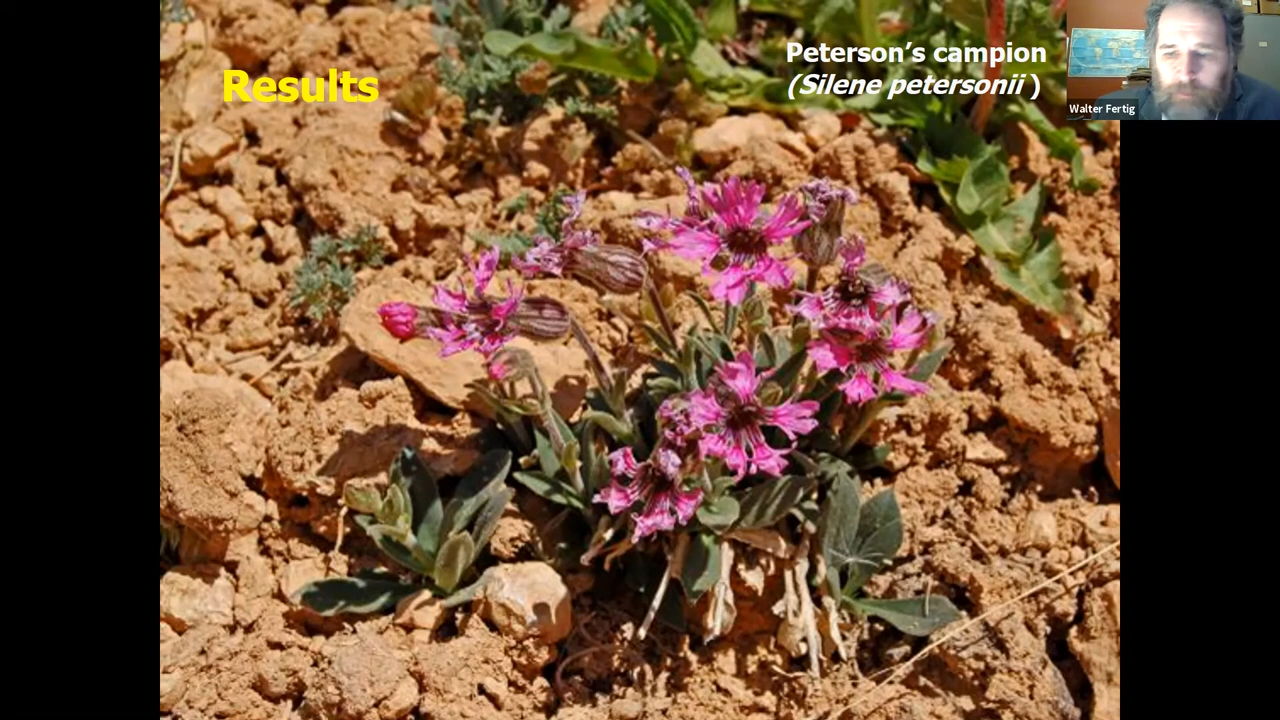 Results
Peterson's campion
(Silene petersonii )
Walter Fertig